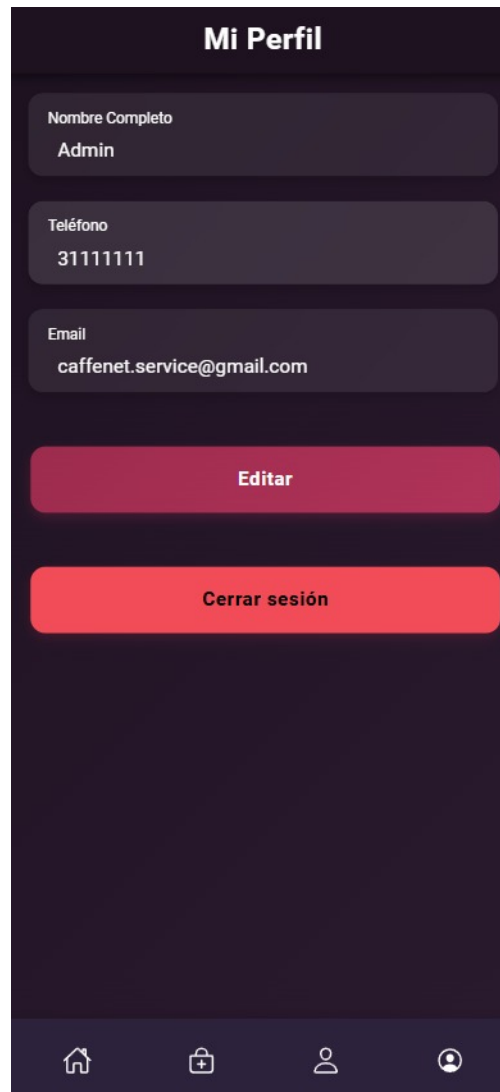 Mi Perfil
Nombre Completo
Admin
Teléfono
31111111
Email
caffenet.service@gmail.com
Editar
Cerrar sesión